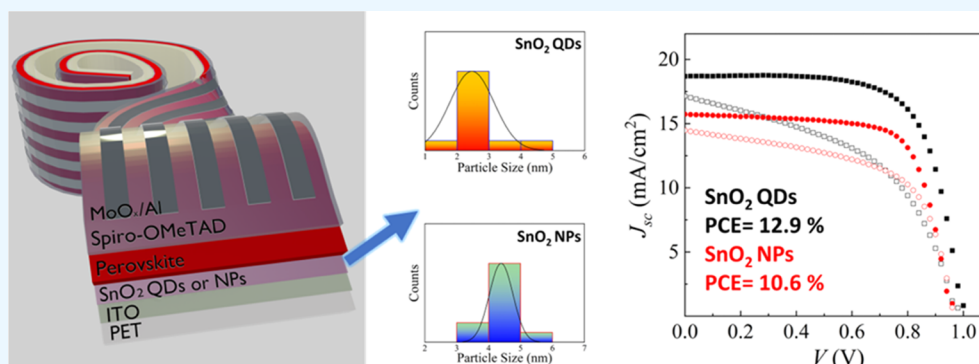 MoOₓ/Al
Spiro-OMeTAD
Perovskite
SnO₂ QDs or NPs
ITO
PET
SnO₂ QDs
Counts
1 2 3 4 5 6
Particle Size (nm)
SnO₂ NPs
Counts
2 3 4 5 6 7
Particle Size (nm)
Jsc (mA/cm²)
20
15
10
5
SnO₂ QDs
PCE= 12.9 %
SnO₂ NPs
PCE= 10.6 %
0.0 0.2 0.4 0.6 0.8 1.0
V (V)